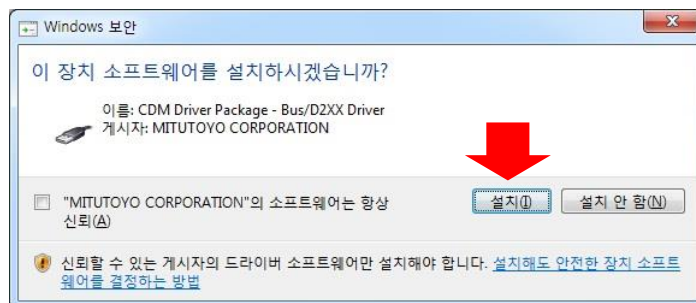 Windows 보안
이 장치 소프트웨어를 설치하시겠습니까?
이름: CDM Driver Package - Bus/D2XX Driver
게시자: MITUTOYO CORPORATION
"MITUTOYO CORPORATION"의 소프트웨어는 항상
신뢰(A)
설치(I) 설치 안 함(N)
신뢰할 수 있는 게시자의 드라이버 소프트웨어만 설치해야 합니다. 설치해도 안전한 장치 소프트
웨어를 결정하는 방법